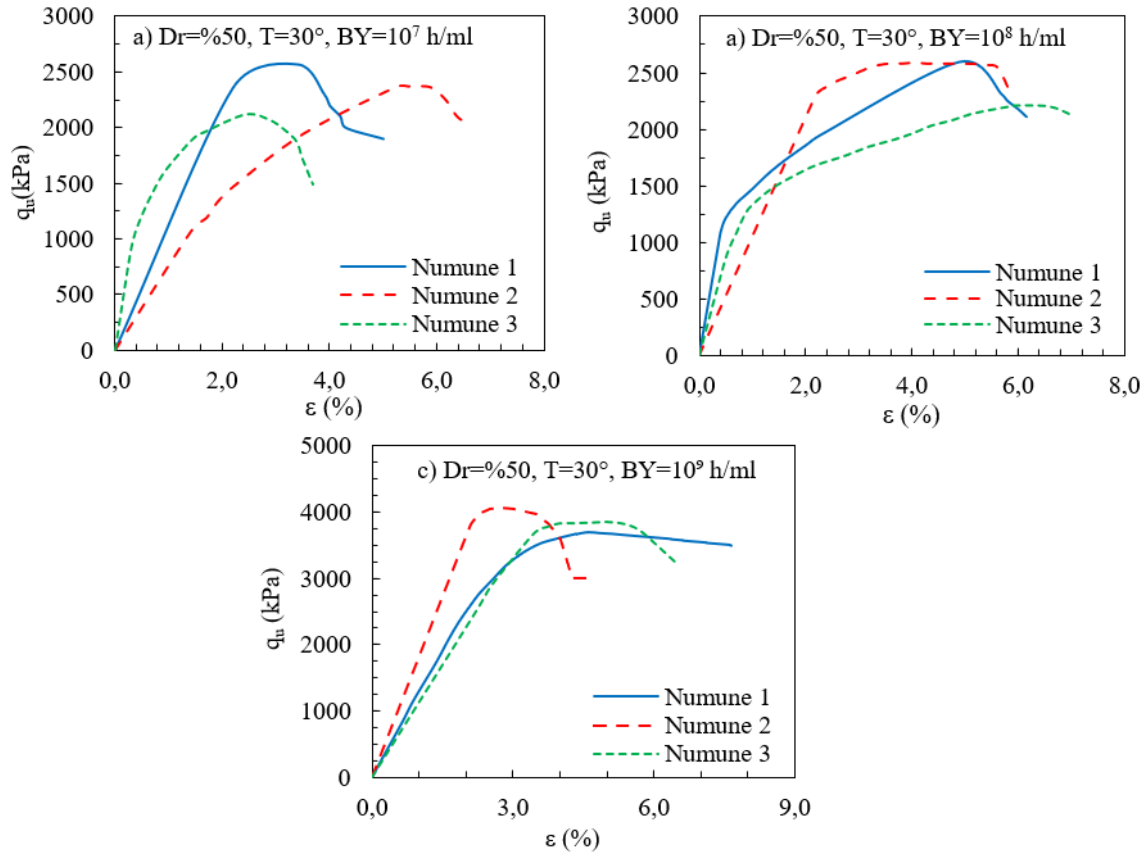 a) Dr=%50, T=30°, BY=10⁷ h/ml
3000
2500
2000
1500
1000
500
0
qᵤ(kPa)
Numune 1
Numune 2
Numune 3
0,0 2,0 4,0 6,0 8,0
ε (%)
a) Dr=%50, T=30°, BY=10⁸ h/ml
3000
2500
2000
1500
1000
500
0
qᵤ (kPa)
Numune 1
Numune 2
Numune 3
0,0 2,0 4,0 6,0 8,0
ε (%)
c) Dr=%50, T=30°, BY=10⁹ h/ml
5000
4000
3000
2000
1000
0
qᵤ (kPa)
Numune 1
Numune 2
Numune 3
0,0 3,0 6,0 9,0
ε (%)